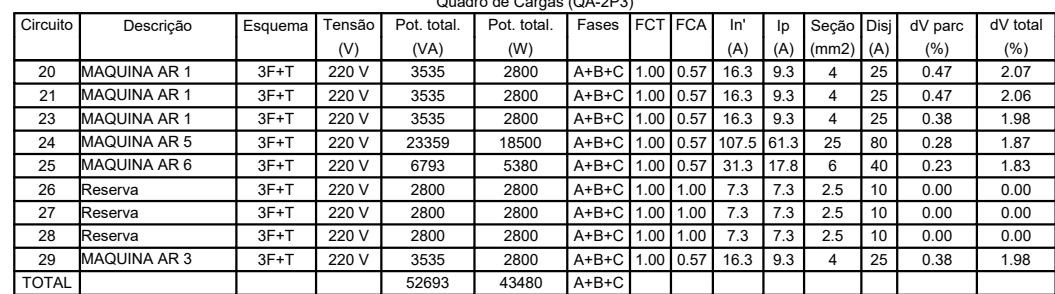 Quadro de Cargas (QA-2P3)
Circuito Descrição Esquema Tensão Pot. total. Pot. total. Fases FCT FCA In' Ip Seção Disj dV parc dV total
(V) (VA) (W) (A) (A) (mm2) (A) (%) (%)
20 MAQUINA AR 1 3F+T 220 V 3535 2800 A+B+C 1.00 0.57 16.3 9.3 4 25 0.47 2.07
21 MAQUINA AR 1 3F+T 220 V 3535 2800 A+B+C 1.00 0.57 16.3 9.3 4 25 0.47 2.06
23 MAQUINA AR 1 3F+T 220 V 3535 2800 A+B+C 1.00 0.57 16.3 9.3 4 25 0.38 1.98
24 MAQUINA AR 5 3F+T 220 V 23359 18500 A+B+C 1.00 0.57 107.5 61.3 25 80 0.28 1.87
25 MAQUINA AR 6 3F+T 220 V 6793 5380 A+B+C 1.00 0.57 31.3 17.8 6 40 0.23 1.83
26 Reserva 3F+T 220 V 2800 2800 A+B+C 1.00 1.00 7.3 7.3 2.5 10 0.00 0.00
27 Reserva 3F+T 220 V 2800 2800 A+B+C 1.00 1.00 7.3 7.3 2.5 10 0.00 0.00
28 Reserva 3F+T 220 V 2800 2800 A+B+C 1.00 1.00 7.3 7.3 2.5 10 0.00 0.00
29 MAQUINA AR 3 3F+T 220 V 3535 2800 A+B+C 1.00 0.57 16.3 9.3 4 25 0.38 1.98
TOTAL 52693 43480 A+B+C